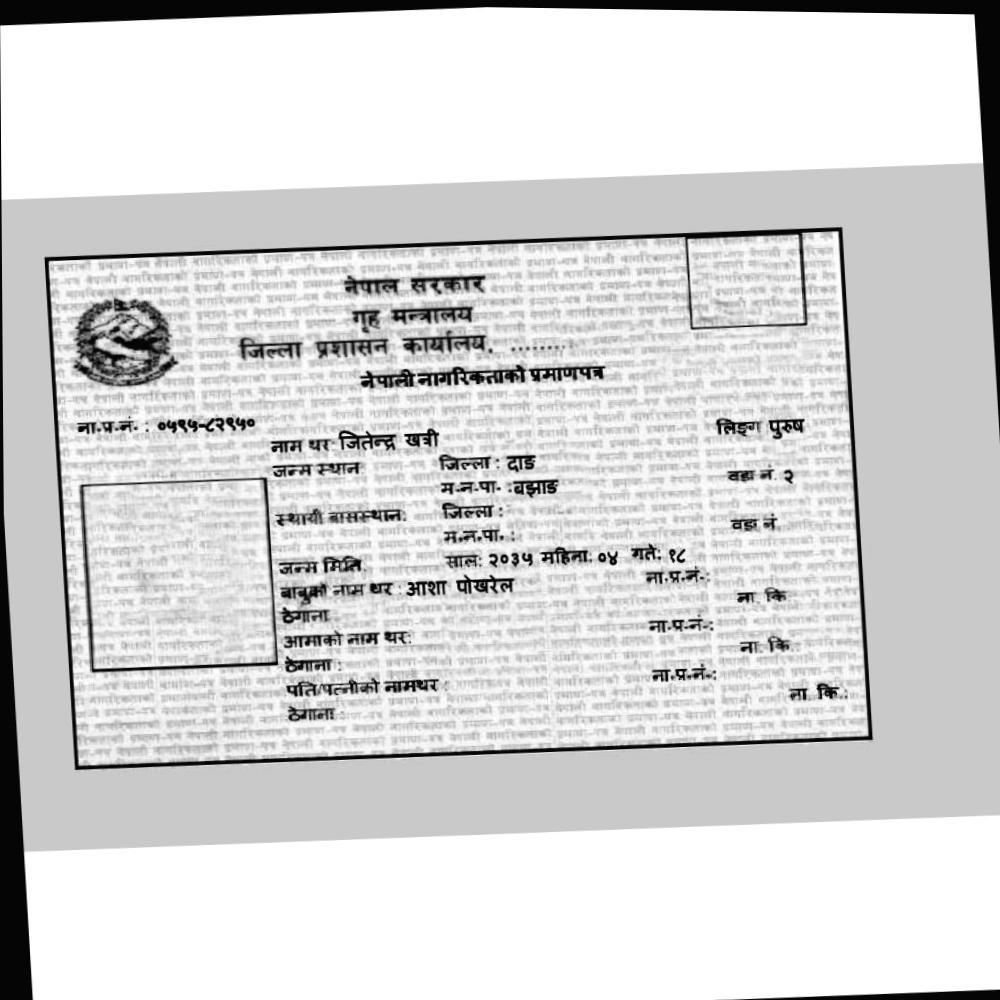 नेपाल सरकार
गृह मन्त्रालय
जिल्ला प्रशासन कार्यालय, .........
नेपाली नागरिकताको प्रमाणपत्र
ना.प्र.नं. : ०५९५-८२९५०
नाम थर जितेन्द्र खत्री लिङ्ग पुरुष
जन्म स्थान जिल्ला : दाङ
म.न.पा. : बझाङ वडा नं. २
स्थायी बासस्थान: जिल्ला :
म.न.पा. : वडा नं
जन्म मिति. साल: २०३५ महिना: ०४ गते: १८
बाबुको नाम थर : आशा पोखरेल ना.प्र.नं.:
ठेगाना ना. कि
आमाको नाम थर: ना.प्र.नं.:
ठेगाना : ना. कि.:
पति/पत्नीको नामथर : ना.प्र.नं.:
ठेगाना : ना. कि.: